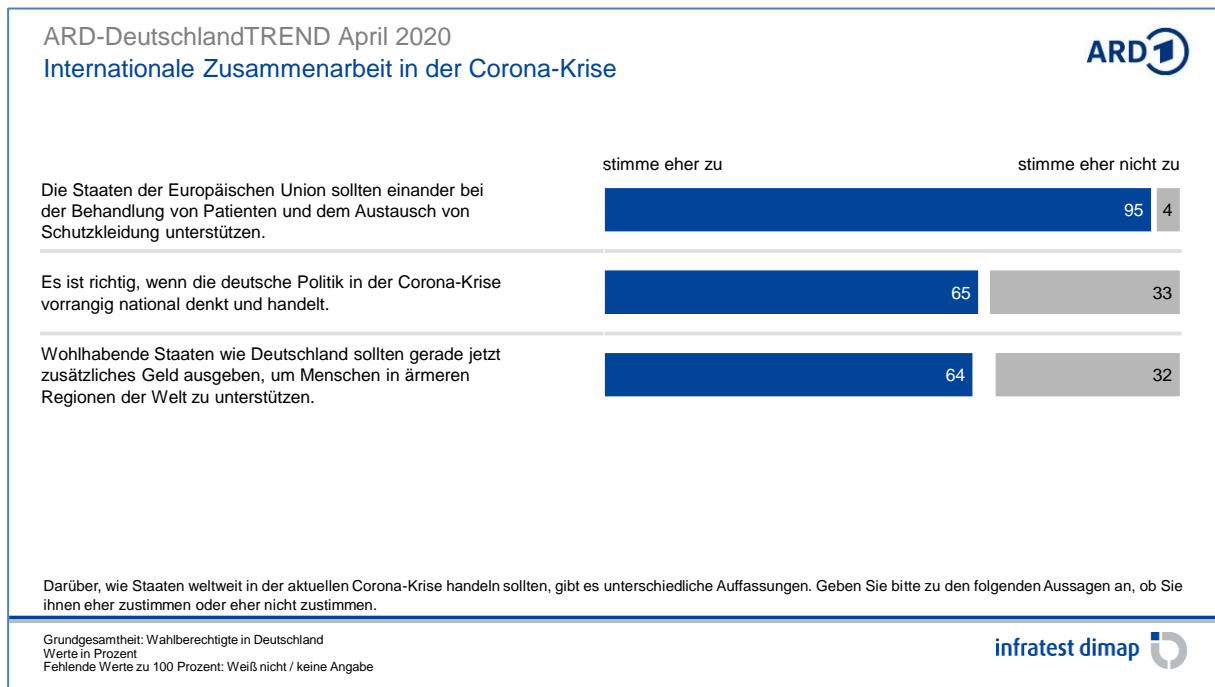 ARD-DeutschlandTREND April 2020
Internationale Zusammenarbeit in der Corona-Krise
ARD 1
stimme eher zu
stimme eher nicht zu
Die Staaten der Europäischen Union sollten einander bei
der Behandlung von Patienten und dem Austausch von
Schutzkleidung unterstützen.
95
4
Es ist richtig, wenn die deutsche Politik in der Corona-Krise
vorrangig national denkt und handelt.
65
33
Wohlhabende Staaten wie Deutschland sollten gerade jetzt
zusätzliches Geld ausgeben, um Menschen in ärmeren
Regionen der Welt zu unterstützen.
64
32
Darüber, wie Staaten weltweit in der aktuellen Corona-Krise handeln sollten, gibt es unterschiedliche Auffassungen. Geben Sie bitte zu den folgenden Aussagen an, ob Sie
ihnen eher zustimmen oder eher nicht zustimmen.
Grundgesamtheit: Wahlberechtigte in Deutschland
Werte in Prozent
Fehlende Werte zu 100 Prozent: Weiß nicht / keine Angabe
infratest dimap